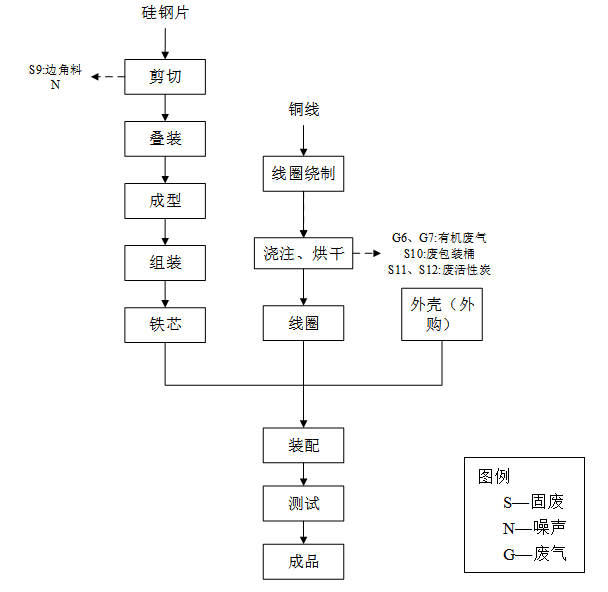 硅钢片
S9:边角料
N
剪切
叠装
成型
组装
铁芯
铜线
线圈绕制
浇注、烘干
G6、G7:有机废气
S10:废包装桶
S11、S12:废活性炭
线圈
外壳（外
购）
装配
测试
成品
图例
S—固废
N—噪声
G—废气